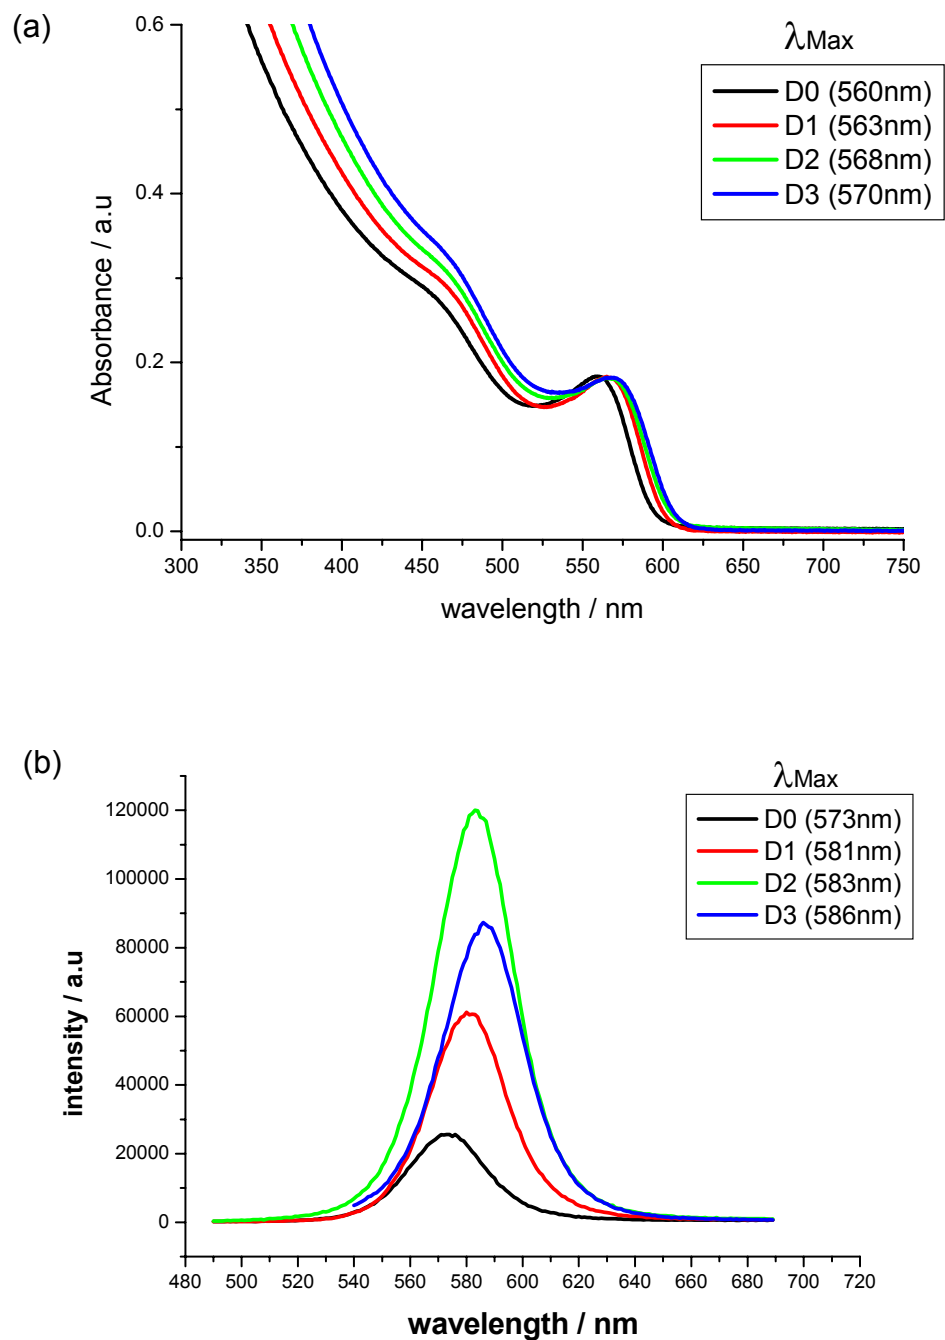 (a)
λMax
D0 (560nm)
D1 (563nm)
D2 (568nm)
D3 (570nm)
0.6
0.4
0.2
0.0
Absorbance / a.u
300 350 400 450 500 550 600 650 700 750
wavelength / nm
(b)
λMax
D0 (573nm)
D1 (581nm)
D2 (583nm)
D3 (586nm)
120000
100000
80000
60000
40000
20000
0
intensity / a.u
480 500 520 540 560 580 600 620 640 660 680 700 720
wavelength / nm